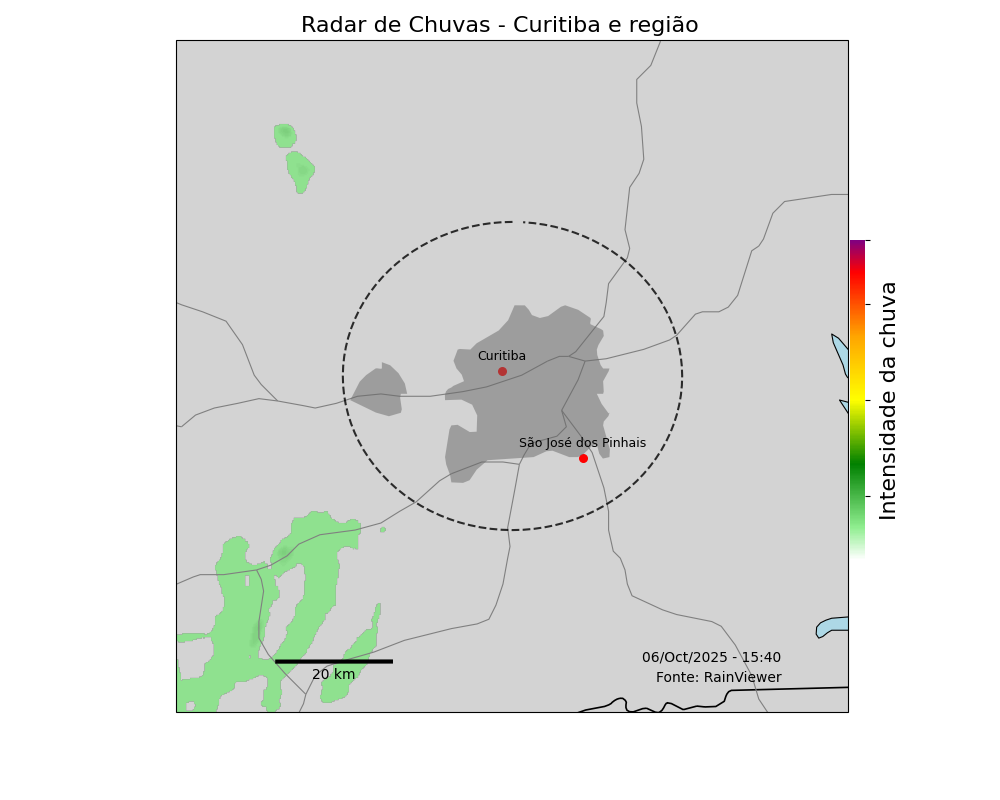 Radar de Chuvas - Curitiba e região
Curitiba
São José dos Pinhais
Intensidade da chuva
20 km
06/Oct/2025 - 15:40
Fonte: RainViewer